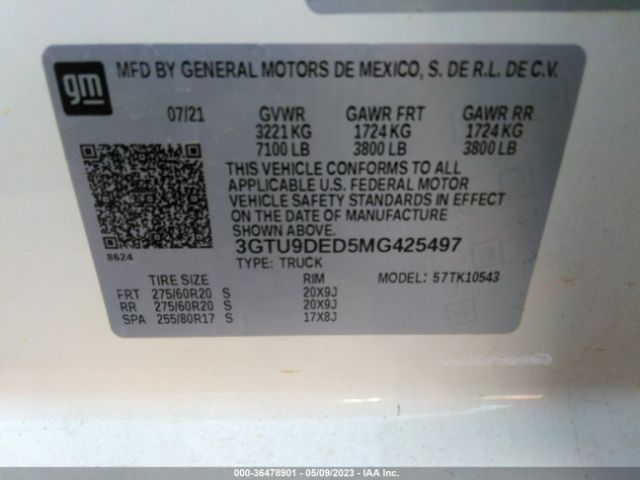 gm MFD BY GENERAL MOTORS DE MEXICO, S. DE R.L. DE C.V.
07/21 GVWR GAWR FRT GAWR RR
3221 KG 1724 KG 1724 KG
7100 LB 3800 LB 3800 LB
THIS VEHICLE CONFORMS TO ALL
APPLICABLE U.S. FEDERAL MOTOR
VEHICLE SAFETY STANDARDS IN EFFECT
ON THE DATE OF MANUFACTURE
SHOWN ABOVE.
3GTU9DED5MG425497
8624
TYPE: TRUCK
TIRE SIZE RIM MODEL: 57TK10543
FRT 275/60R20 S 20X9J
RR 275/60R20 S 20X9J
SPA 255/80R17 S 17X8J
000-36478901 - 05/09/2023 - IAA Inc.